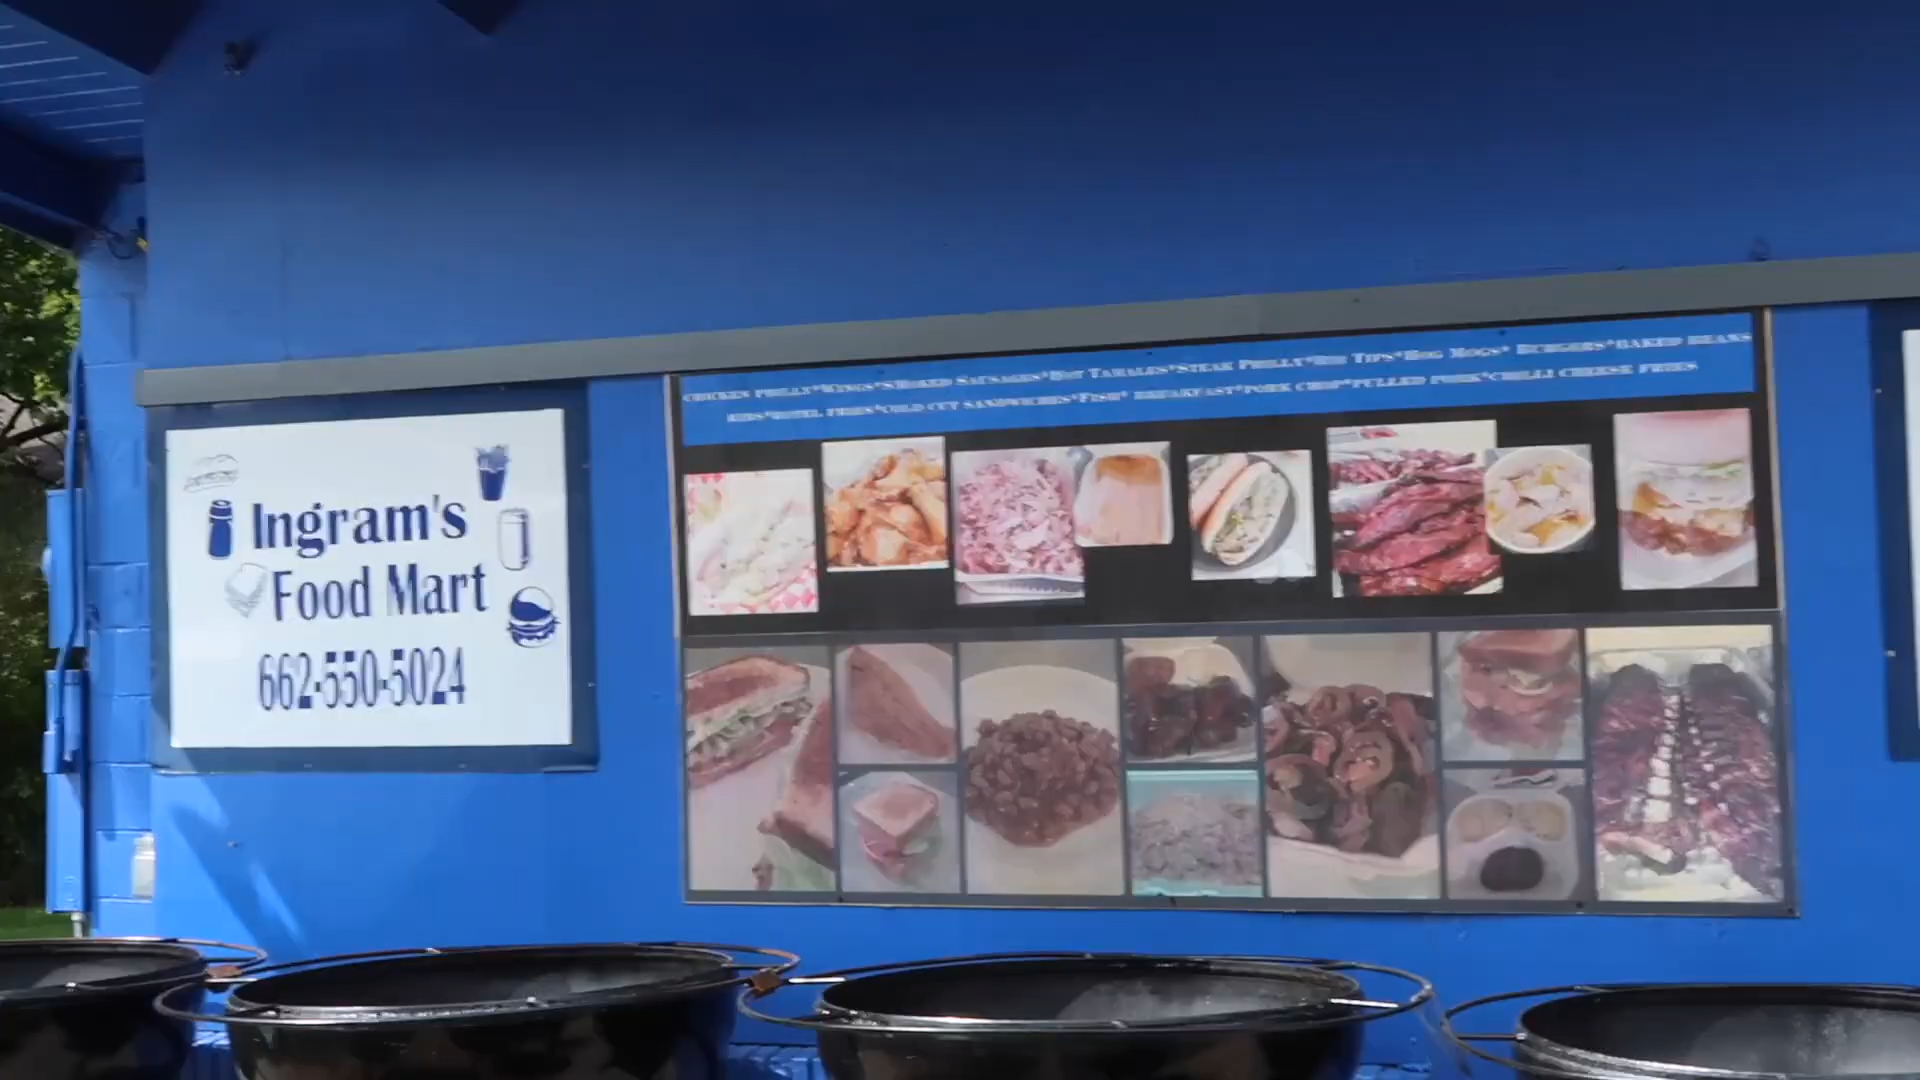 Ingram's
Food Mart
662-550-5024
CHICKEN PHILLY*WINGS*SMOKED SAUSAGES*HOT TAMALES*STEAK PHILLY*RIB TIPS*HOG MOGS* BURGERS*BAKED BEANS
RIBS*BOWEL FRIES*COLD CUT SANDWICHES*FISH* BREAKFAST*PORK CHOP*PULLED PORK*CHILLI CHEESE FRIES